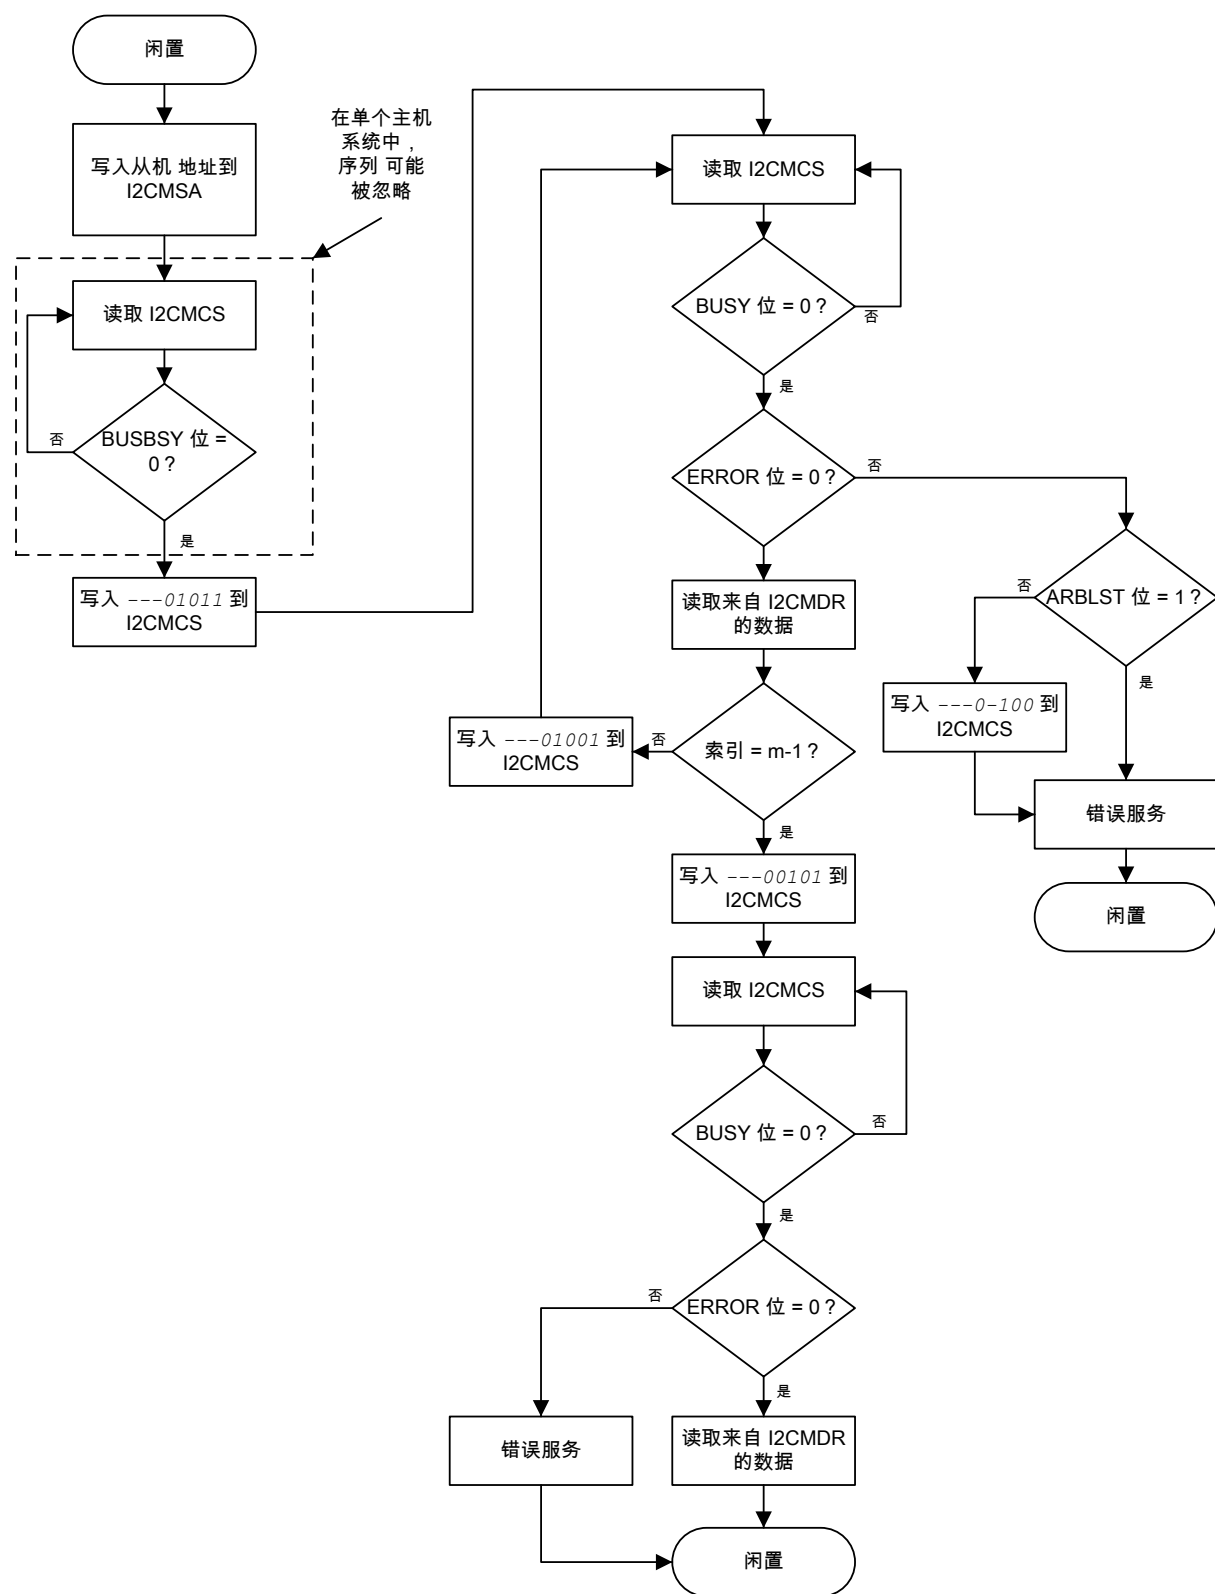 闲置
写入从机 地址到
I2CMSA
在单个主机
系统中，
序列 可能
被忽略
读取 I2CMCS
BUSBSY 位 =
0？
否
是
写入 ---01011 到
I2CMCS
读取 I2CMCS
BUSY 位 = 0？
否
是
ERROR 位 = 0？
否
读取来自 I2CMDR
的数据
ARBLST 位 = 1？
否
是
写入 ---0-100 到
I2CMCS
错误服务
闲置
索引 = m-1？
否
写入 ---01001 到
I2CMCS
是
写入 ---00101 到
I2CMCS
读取 I2CMCS
BUSY 位 = 0？
否
是
ERROR 位 = 0？
否
是
错误服务
读取来自 I2CMDR
的数据
闲置